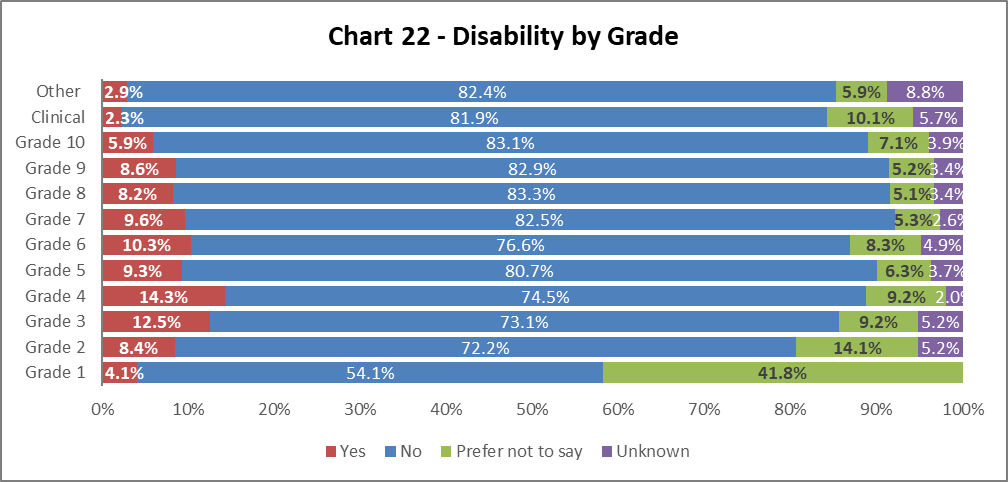 Chart 22 - Disability by Grade
Other 2.9% 82.4% 5.9% 8.8%
Clinical 2.3% 81.9% 10.1% 5.7%
Grade 10 5.9% 83.1% 7.1% 3.9%
Grade 9 8.6% 82.9% 5.2% 3.4%
Grade 8 8.2% 83.3% 5.1% 3.4%
Grade 7 9.6% 82.5% 5.3% 2.6%
Grade 6 10.3% 76.6% 8.3% 4.9%
Grade 5 9.3% 80.7% 6.3% 3.7%
Grade 4 14.3% 74.5% 9.2% 2.0%
Grade 3 12.5% 73.1% 9.2% 5.2%
Grade 2 8.4% 72.2% 14.1% 5.2%
Grade 1 4.1% 54.1% 41.8%
0% 10% 20% 30% 40% 50% 60% 70% 80% 90% 100%
Yes No Prefer not to say Unknown